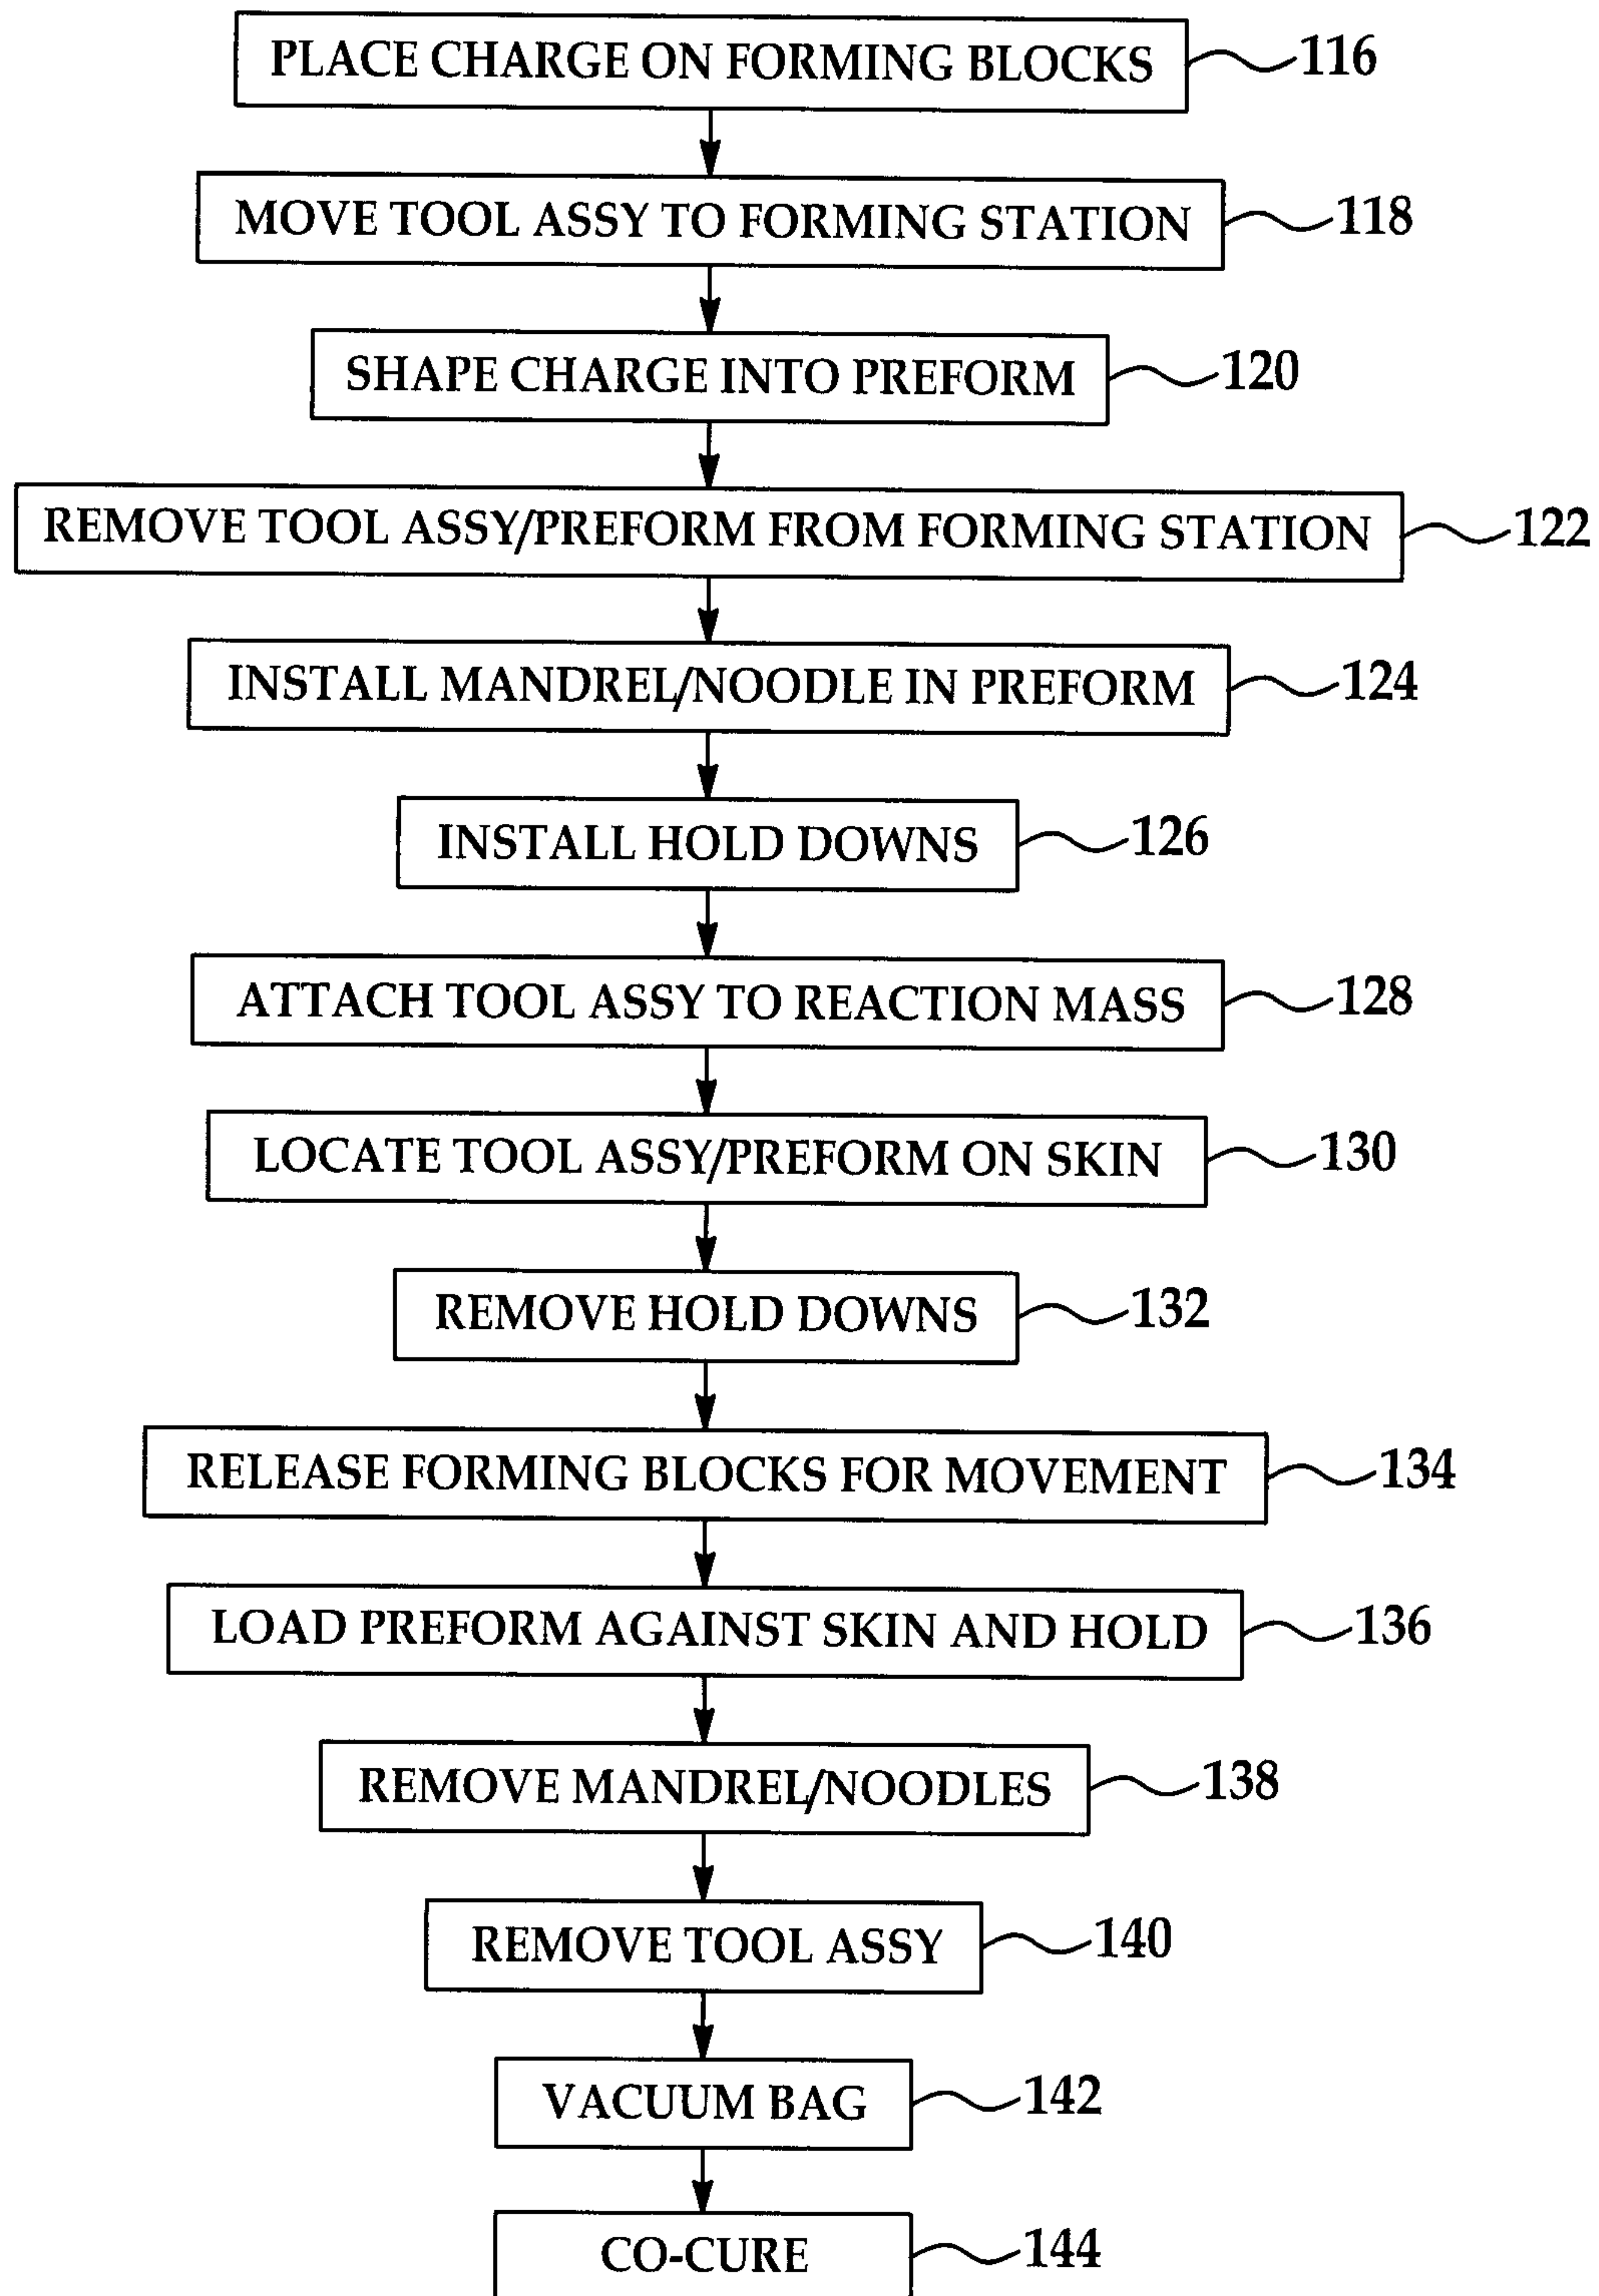 PLACE CHARGE ON FORMING BLOCKS 116
MOVE TOOL ASSY TO FORMING STATION 118
SHAPE CHARGE INTO PREFORM 120
REMOVE TOOL ASSY/PREFORM FROM FORMING STATION 122
INSTALL MANDREL/NOODLE IN PREFORM 124
INSTALL HOLD DOWNS 126
ATTACH TOOL ASSY TO REACTION MASS 128
LOCATE TOOL ASSY/PREFORM ON SKIN 130
REMOVE HOLD DOWNS 132
RELEASE FORMING BLOCKS FOR MOVEMENT 134
LOAD PREFORM AGAINST SKIN AND HOLD 136
REMOVE MANDREL/NOODLES 138
REMOVE TOOL ASSY 140
VACUUM BAG 142
CO-CURE 144